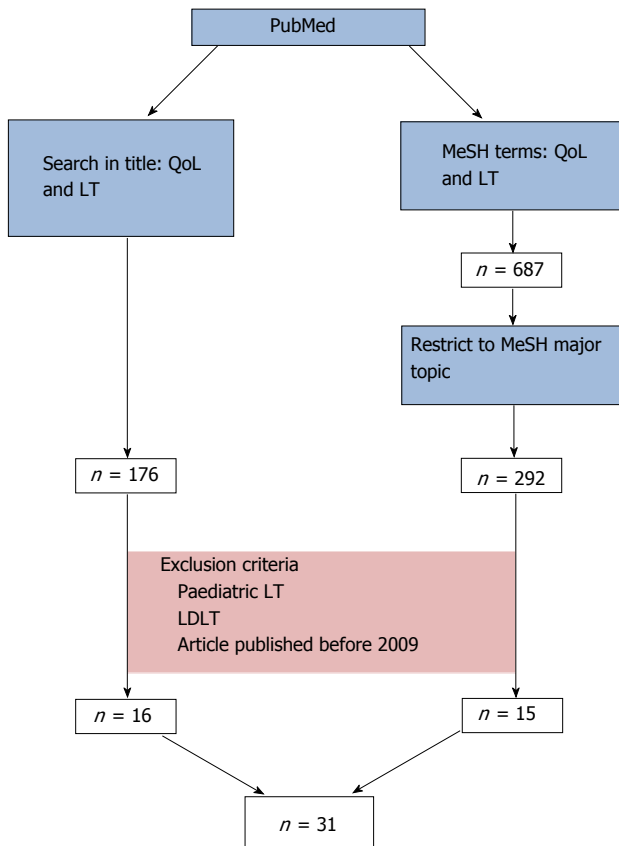 PubMed
Search in title: QoL
and LT
MeSH terms: QoL
and LT
n = 687
Restrict to MeSH major
topic
n = 176
n = 292
Exclusion criteria
Paediatric LT
LDLT
Article published before 2009
n = 16
n = 15
n = 31